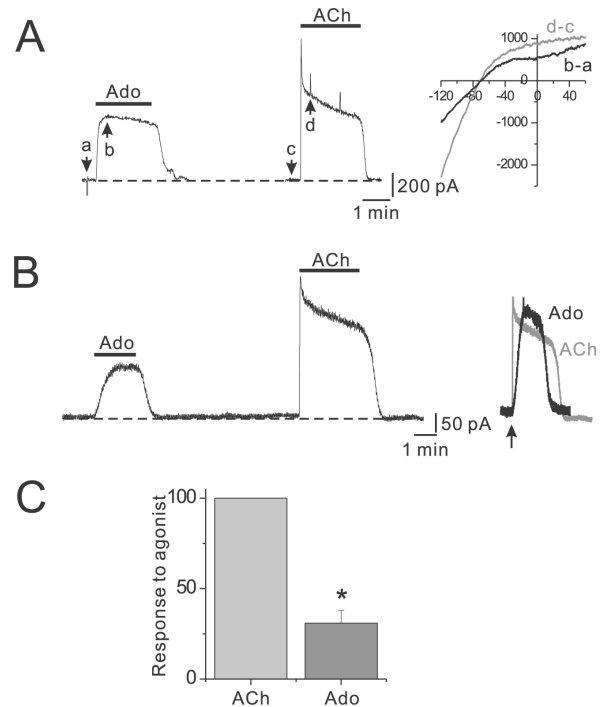 A
ACh
Ado
a
b
c
d
200 pA
1 min
d-c
b-a
1000
-120 -80 -40 0 40
-1000
-2000
B
ACh
Ado
50 pA
1 min
Ado
ACh
C
Response to agonist
100
50
0
*
ACh
Ado